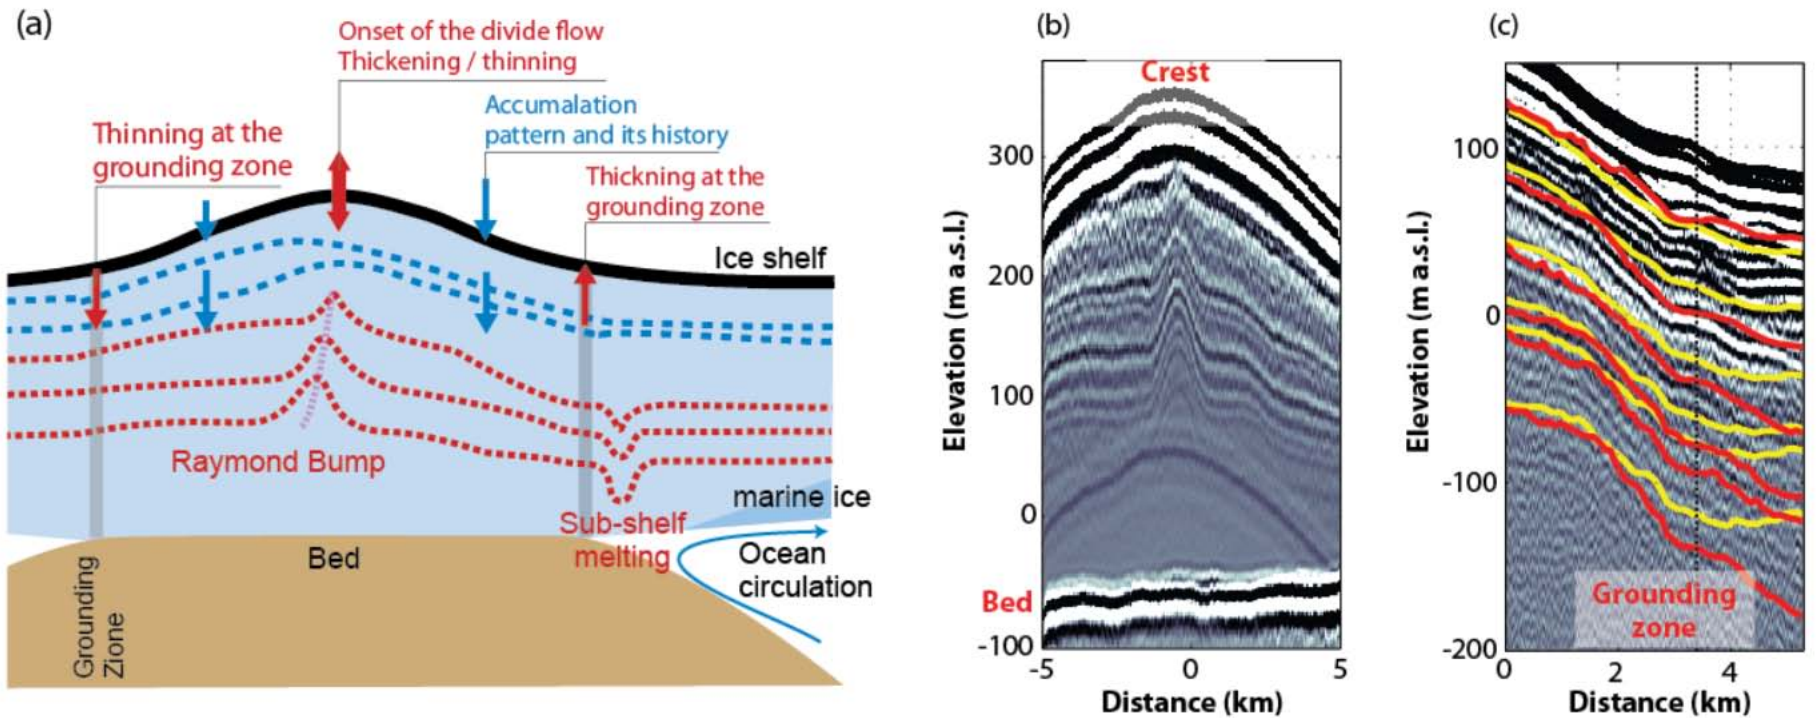 (a)
Onset of the divide flow
Thickening / thinning
Accumalation
pattern and its history
Thinning at the
grounding zone
Thickning at the
grounding zone
Ice shelf
Raymond Bump
marine ice
Sub-shelf
melting
Ocean
circulation
Bed
Grounding
Zione
(b)
Crest
Elevation (m a.s.l.)
300
200
100
0
-100
Bed
-5
0
5
Distance (km)
(c)
Elevation (m a.s.l.)
100
0
-100
-200
Grounding
zone
0
2
4
Distance (km)